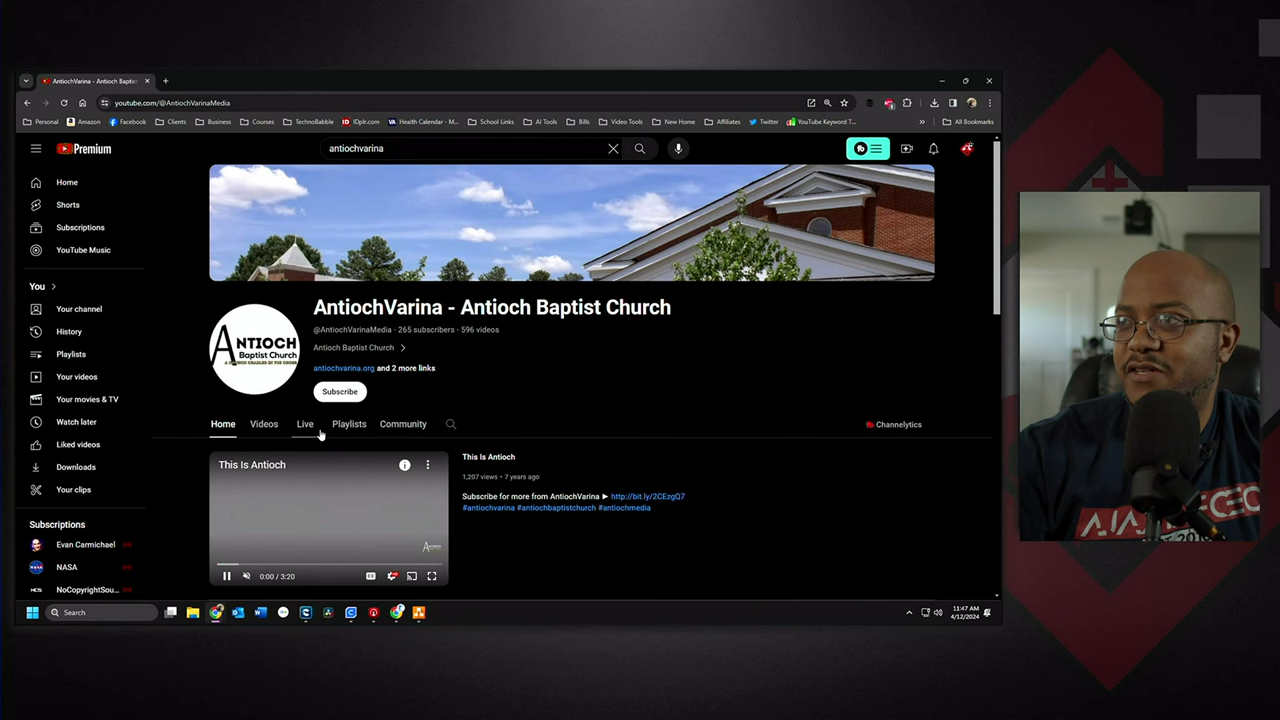 AntiochVarina - Antioch Baptis
youtube.com/@AntiochVarinaMedia
Personal Amazon Facebook Clients Business Courses TechnoBabble IDplr.com Health Calendar - M... School Links AI Tools Bills Video Tools New Home Affiliates Twitter YouTube Keyword T... » All Bookmarks
Premium
antiochvarina
Home
Shorts
Subscriptions
YouTube Music
You
Your channel
History
Playlists
Your videos
Your movies & TV
Watch later
Liked videos
Downloads
Your clips
Subscriptions
Evan Carmichael
NASA
NoCopyrightSou...
ANTIOCH
Baptist Church
AntiochVarina - Antioch Baptist Church
@AntiochVarinaMedia · 265 subscribers · 596 videos
Antioch Baptist Church
antiochvarina.org and 2 more links
Subscribe
Home Videos Live Playlists Community
Channelytics
This Is Antioch
ANTIOCH
0:00 / 3:20
This Is Antioch
1,207 views · 7 years ago
Subscribe for more from AntiochVarina ► http://bit.ly/2CEzgQ7
#antiochvarina #antiochbaptistchurch #antiochmedia
Search
11:47 AM
4/12/2024